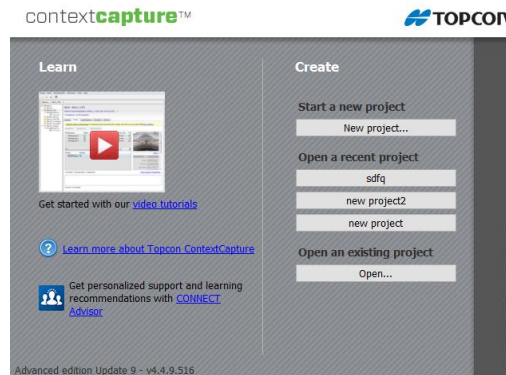 contextcapture™
TOPCON
Learn
Get started with our video tutorials
Learn more about Topcon ContextCapture
Get personalized support and learning
recommendations with CONNECT
Advisor
Create
Start a new project
New project...
Open a recent project
sdfq
new project2
new project
Open an existing project
Open...
Advanced edition Update 9 - v4.4.9.516